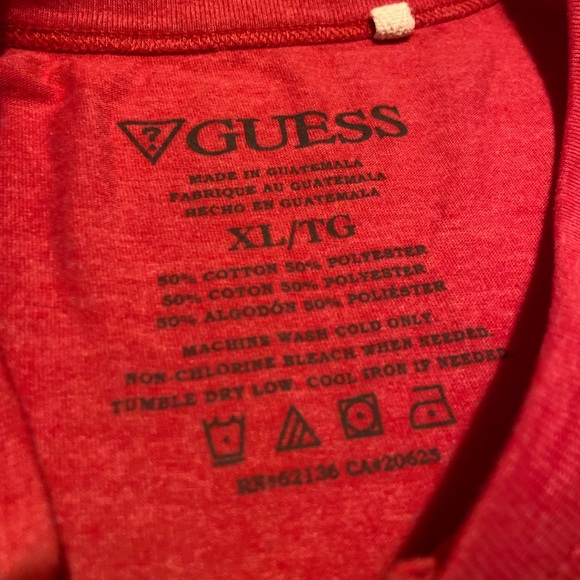 ? GUESS
MADE IN GUATEMALA
FABRIQUE AU GUATEMALA
HECHO EN GUATEMALA
XL/TG
50% COTTON 50% POLYESTER
50% COTON 50% POLYESTER
50% ALGODÓN 50% POLIÉSTER
MACHINE WASH COLD ONLY.
NON-CHLORINE BLEACH WHEN NEEDED.
TUMBLE DRY LOW. COOL IRON IF NEEDED.
RN#62136 CA#20625